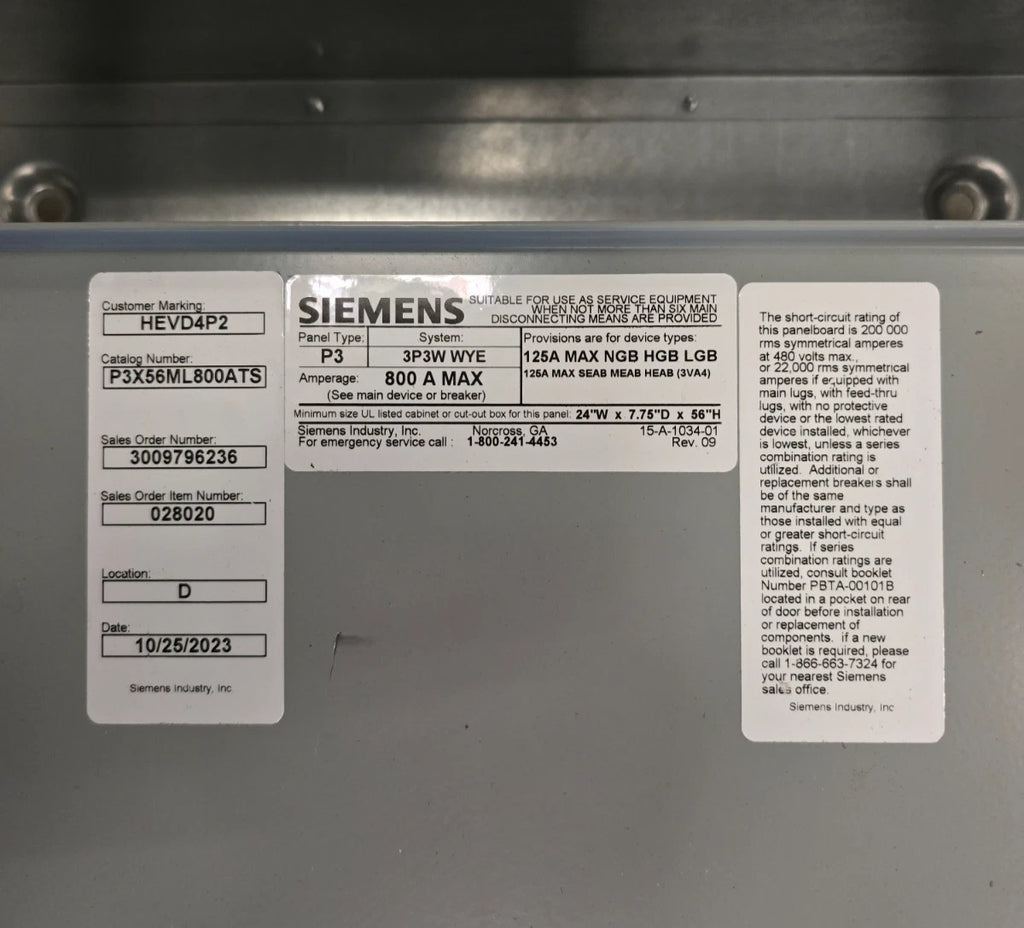 Customer Marking:
HEVD4P2
Catalog Number:
P3X56ML800ATS
Sales Order Number:
3009796236
Sales Order Item Number:
028020
Location:
D
Date:
10/25/2023
Siemens Industry, Inc.
SIEMENS
SUITABLE FOR USE AS SERVICE EQUIPMENT
WHEN NOT MORE THAN SIX MAIN
DISCONNECTING MEANS ARE PROVIDED
Panel Type:
P3
System:
3P3W WYE
Provisions are for device types:
125A MAX NGB HGB LGB
125A MAX SEAB MEAB HEAB (3VA4)
Amperage: 800 A MAX
(See main device or breaker)
Minimum size UL listed cabinet or cut-out box for this panel: 24"W x 7.75"D x 56"H
Siemens Industry, Inc. Norcross, GA 15-A-1034-01
For emergency service call : 1-800-241-4453 Rev. 09
The short-circuit rating of
this panelboard is 200 000
rms symmetrical amperes
at 480 volts max.,
or 22,000 rms symmetrical
amperes if equipped with
main lugs, with feed-thru
lugs, with no protective
device or the lowest rated
device installed, whichever
is lowest, unless a series
combination rating is
utilized. Additional or
replacement breakers shall
be of the same
manufacturer and type as
those installed with equal
or greater short-circuit
ratings. If series
combination ratings are
utilized, consult booklet
Number PBTA-00101B
located in a pocket on rear
of door before installation
or replacement of
components. if a new
booklet is required, please
call 1-866-663-7324 for
your nearest Siemens
sales office.
Siemens Industry, Inc